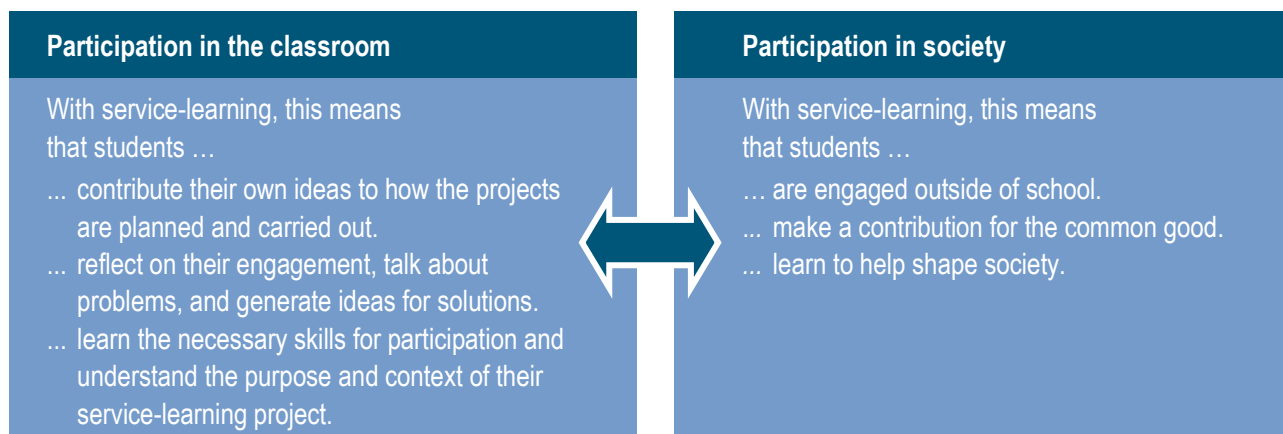 Participation in the classroom
With service-learning, this means
that students …
... contribute their own ideas to how the projects
are planned and carried out.
... reflect on their engagement, talk about
problems, and generate ideas for solutions.
... learn the necessary skills for participation and
understand the purpose and context of their
service-learning project.
Participation in society
With service-learning, this means
that students …
… are engaged outside of school.
... make a contribution for the common good.
... learn to help shape society.